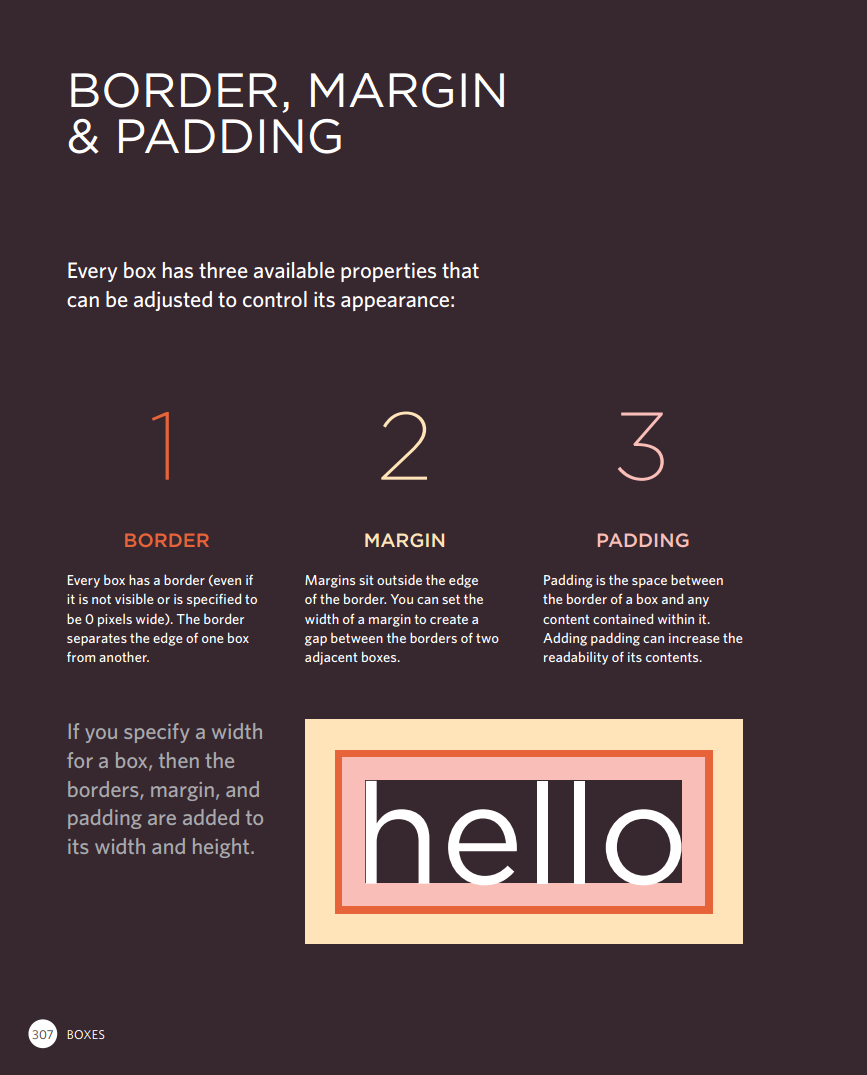 BORDER, MARGIN
& PADDING
Every box has three available properties that
can be adjusted to control its appearance:
1
BORDER
Every box has a border (even if
it is not visible or is specified to
be 0 pixels wide). The border
separates the edge of one box
from another.
2
MARGIN
Margins sit outside the edge
of the border. You can set the
width of a margin to create a
gap between the borders of two
adjacent boxes.
3
PADDING
Padding is the space between
the border of a box and any
content contained within it.
Adding padding can increase the
readability of its contents.
If you specify a width
for a box, then the
borders, margin, and
padding are added to
its width and height.
hello
307 BOXES